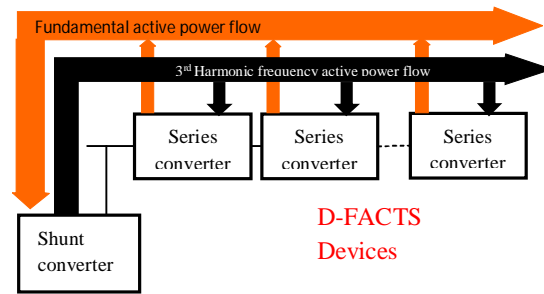 Fundamental active power flow
3rd Harmonic frequency active power flow
Series
converter
Series
converter
Series
converter
D-FACTS
Devices
Shunt
converter